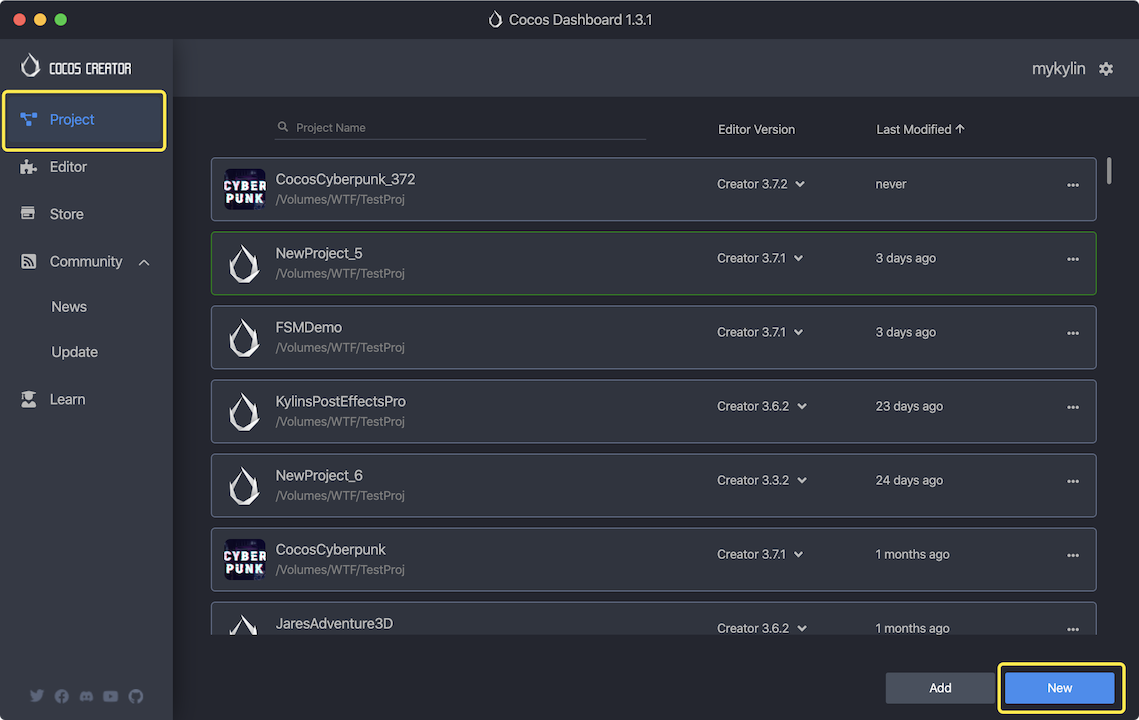 Cocos Dashboard 1.3.1
COCOS CREATOR
mykylin
Project
Editor
Store
Community
News
Update
Learn
Project Name
Editor Version
Last Modified
CYBER
PUNK
CocosCyberpunk_372
/Volumes/WTF/TestProj
Creator 3.7.2
never
NewProject_5
/Volumes/WTF/TestProj
Creator 3.7.1
3 days ago
FSMDemo
/Volumes/WTF/TestProj
Creator 3.7.1
3 days ago
KylinsPostEffectsPro
/Volumes/WTF/TestProj
Creator 3.6.2
23 days ago
NewProject_6
/Volumes/WTF/TestProj
Creator 3.3.2
24 days ago
CYBER
PUNK
CocosCyberpunk
/Volumes/WTF/TestProj
Creator 3.7.1
1 months ago
JaresAdventure3D
Creator 3.6.2
1 months ago
Add
New